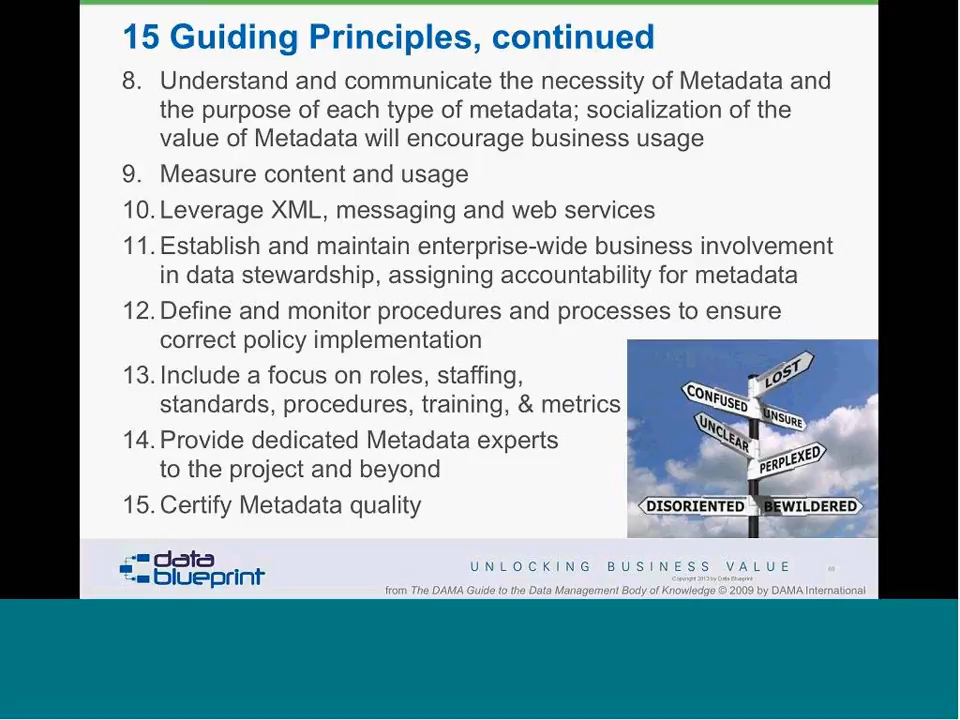 15 Guiding Principles, continued
8. Understand and communicate the necessity of Metadata and
the purpose of each type of metadata; socialization of the
value of Metadata will encourage business usage
9. Measure content and usage
10. Leverage XML, messaging and web services
11. Establish and maintain enterprise-wide business involvement
in data stewardship, assigning accountability for metadata
12. Define and monitor procedures and processes to ensure
correct policy implementation
13. Include a focus on roles, staffing,
standards, procedures, training, & metrics
14. Provide dedicated Metadata experts
to the project and beyond
15. Certify Metadata quality
LOST
CONFUSED
UNSURE
UNCLEAR
PERPLEXED
DISORIENTED
BEWILDERED
data
blueprint
UNLOCKING BUSINESS VALUE
Copyright 2013 by Data Blueprint
from The DAMA Guide to the Data Management Body of Knowledge © 2009 by DAMA International